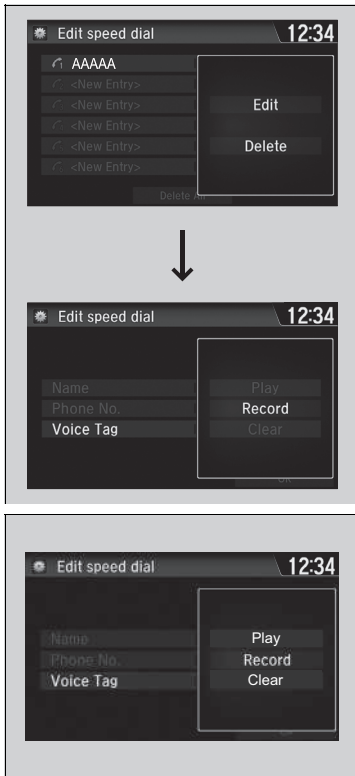 Edit speed dial 12:34
AAAAA
<New Entry>
<New Entry>
<New Entry>
<New Entry>
<New Entry>
Edit
Delete
Delete All
Edit speed dial 12:34
Name
Phone No.
Voice Tag
Play
Record
Clear
OK
Edit speed dial 12:34
Name
Phone No.
Voice Tag
Play
Record
Clear